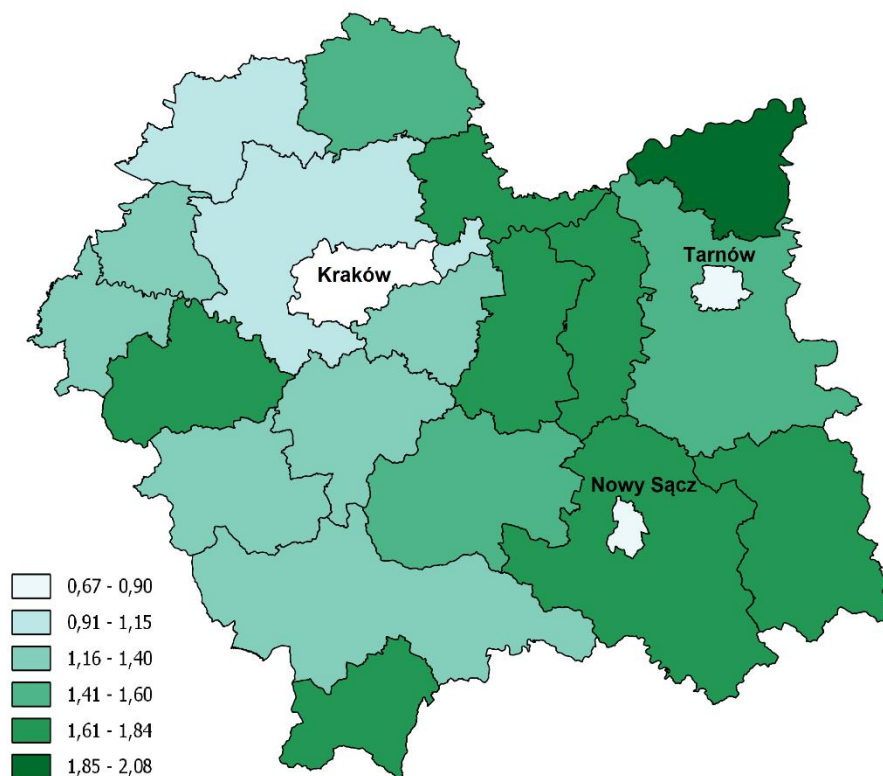 Tarnów
Kraków
Nowy Sącz
0,67 - 0,90
0,91 - 1,15
1,16 - 1,40
1,41 - 1,60
1,61 - 1,84
1,85 - 2,08